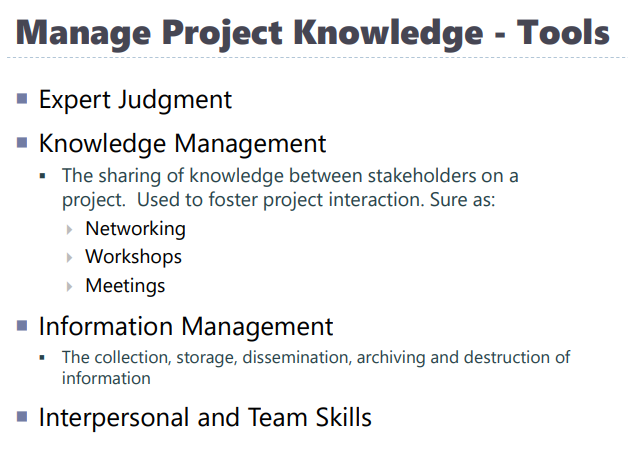 Manage Project Knowledge - Tools
Expert Judgment
Knowledge Management
The sharing of knowledge between stakeholders on a
project.  Used to foster project interaction. Sure as:
Networking
Workshops
Meetings
Information Management
The collection, storage, dissemination, archiving and destruction of
information
Interpersonal and Team Skills